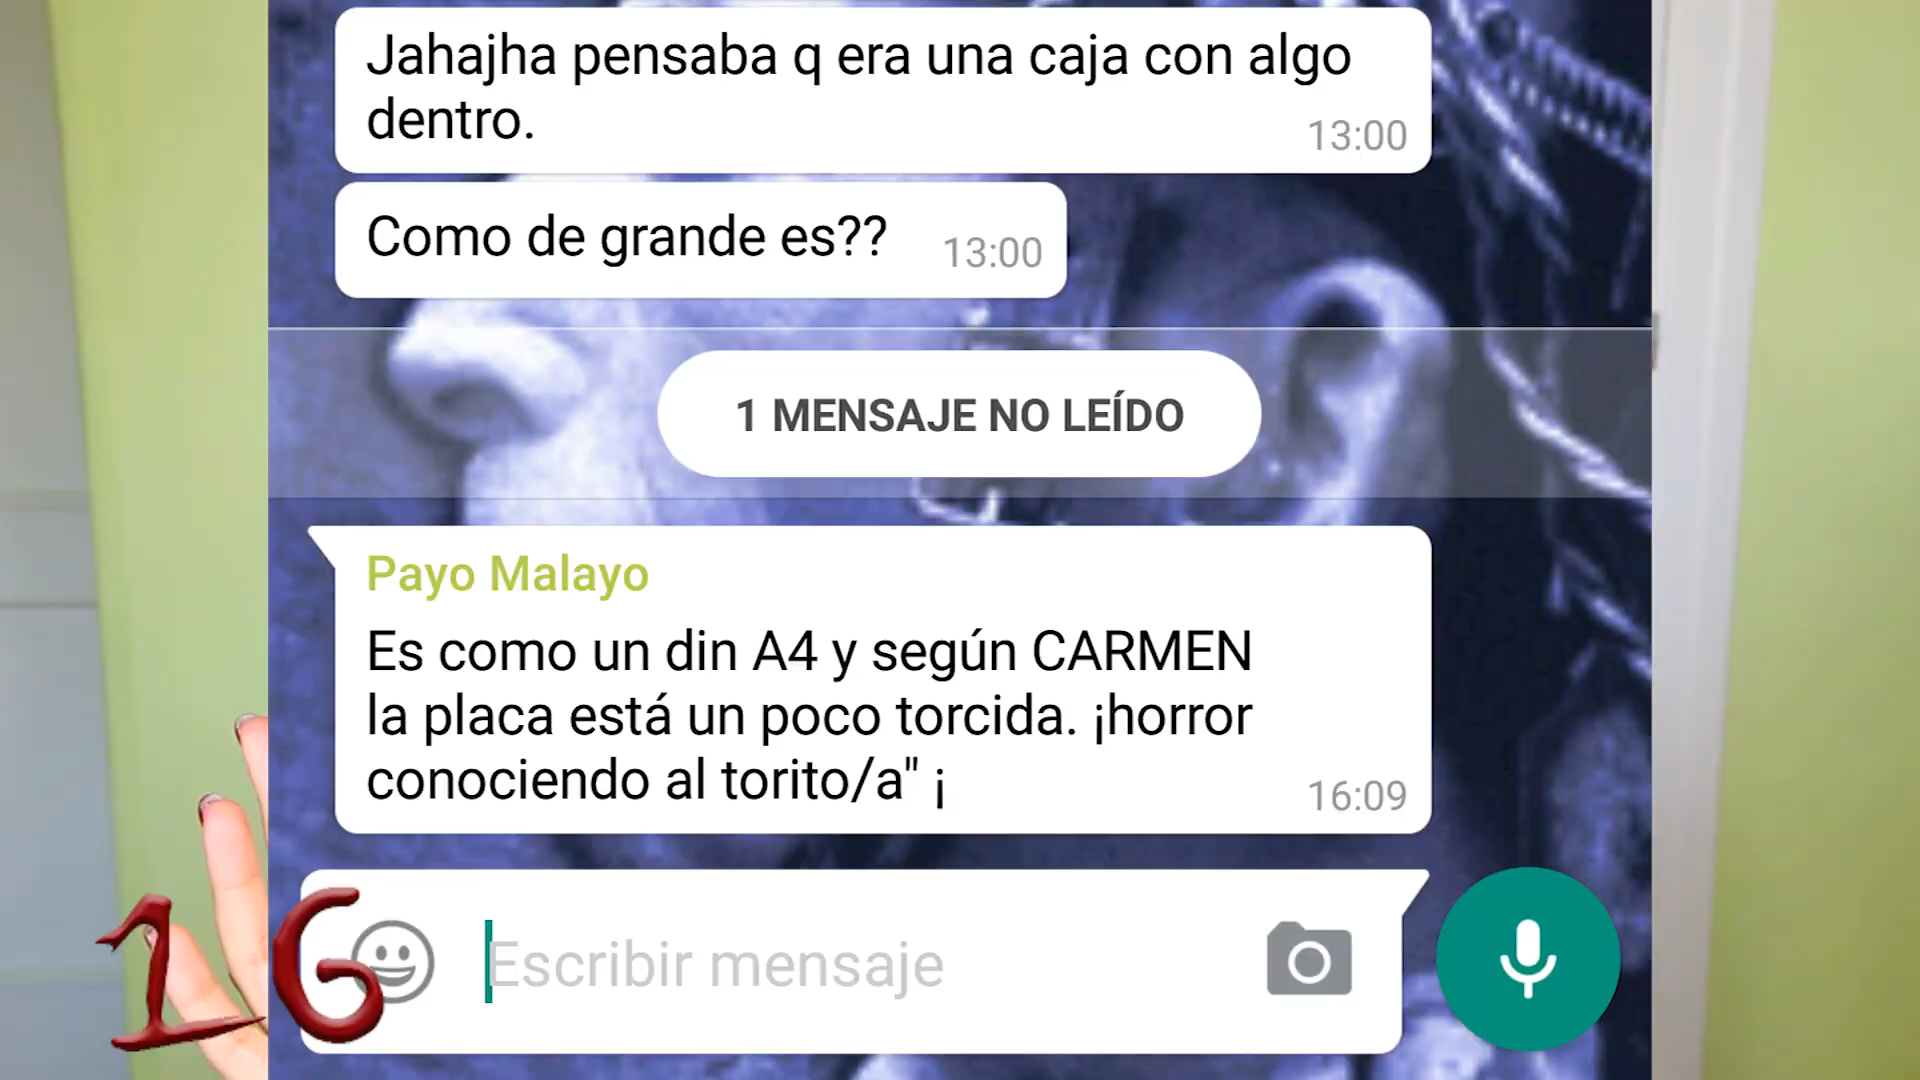 Jahajha pensaba q era una caja con algo
dentro.
13:00
Como de grande es??
13:00
1 MENSAJE NO LEÍDO
Payo Malayo
Es como un din A4 y según CARMEN
la placa está un poco torcida. ¡horror
conociendo al torito/a" ¡
16:09
Escribir mensaje
16